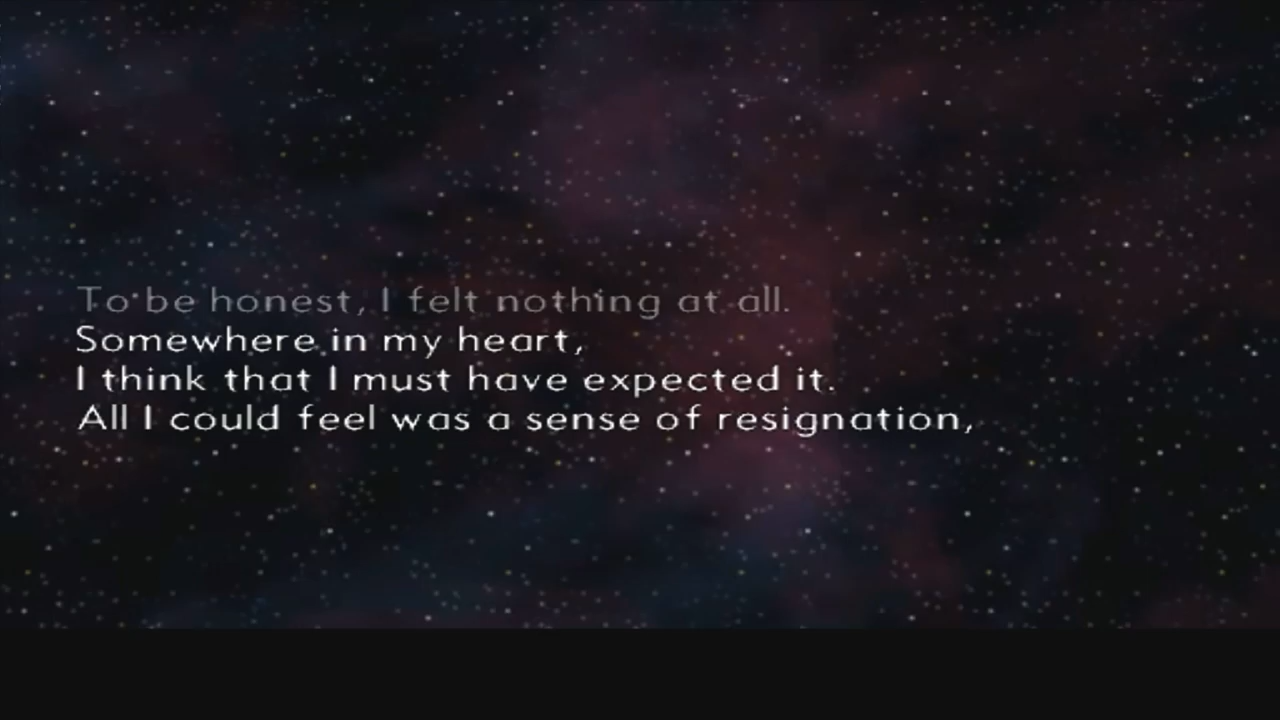 To be honest, I felt nothing at all.
Somewhere in my heart,
I think that I must have expected it.
All I could feel was a sense of resignation,